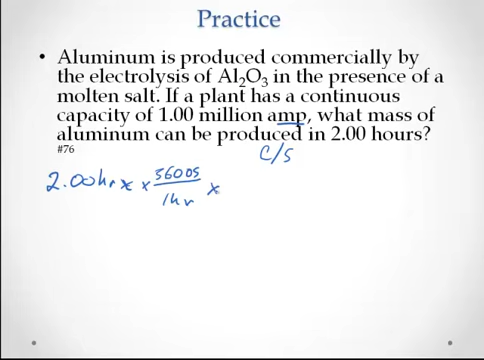 Practice
• Aluminum is produced commercially by
the electrolysis of Al₂O₃ in the presence of a
molten salt. If a plant has a continuous
capacity of 1.00 million amp, what mass of
aluminum can be produced in 2.00 hours?
#76
C/S
2.00hr x x 3600s
1hr x